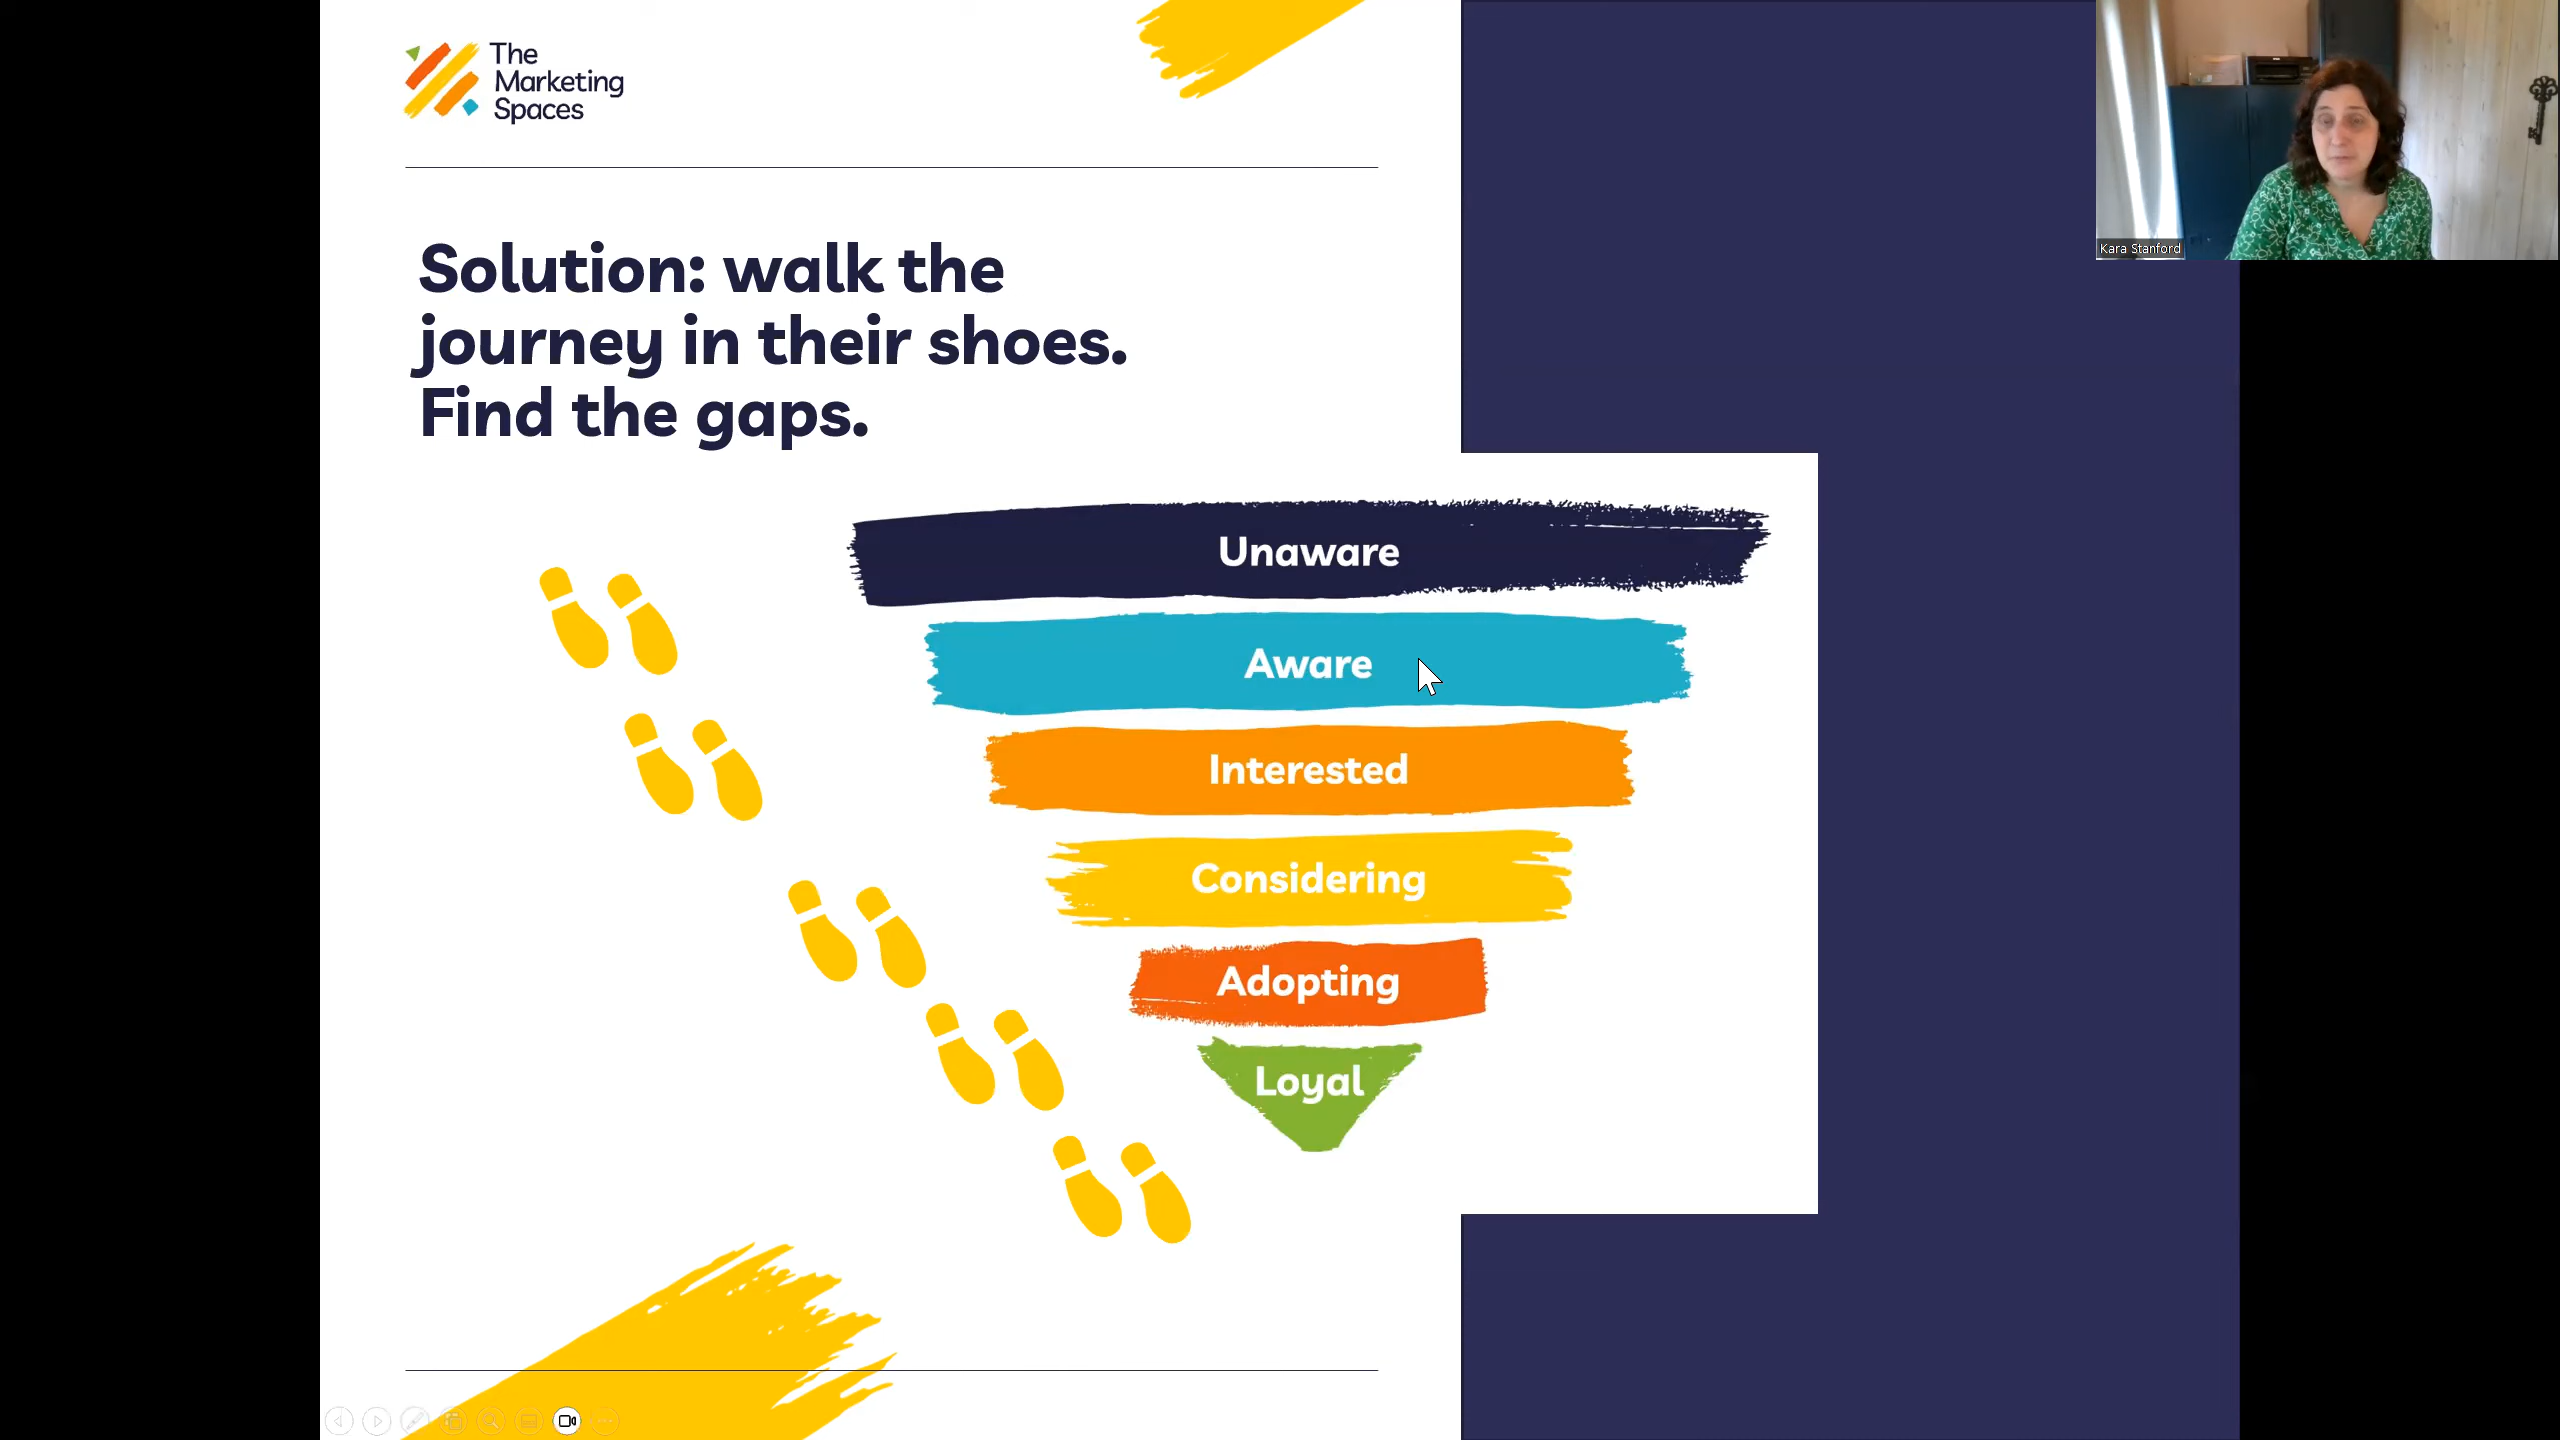 The
Marketing
Spaces
Kara Stanford
Solution: walk the
journey in their shoes.
Find the gaps.
Unaware
Aware
Interested
Considering
Adopting
Loyal